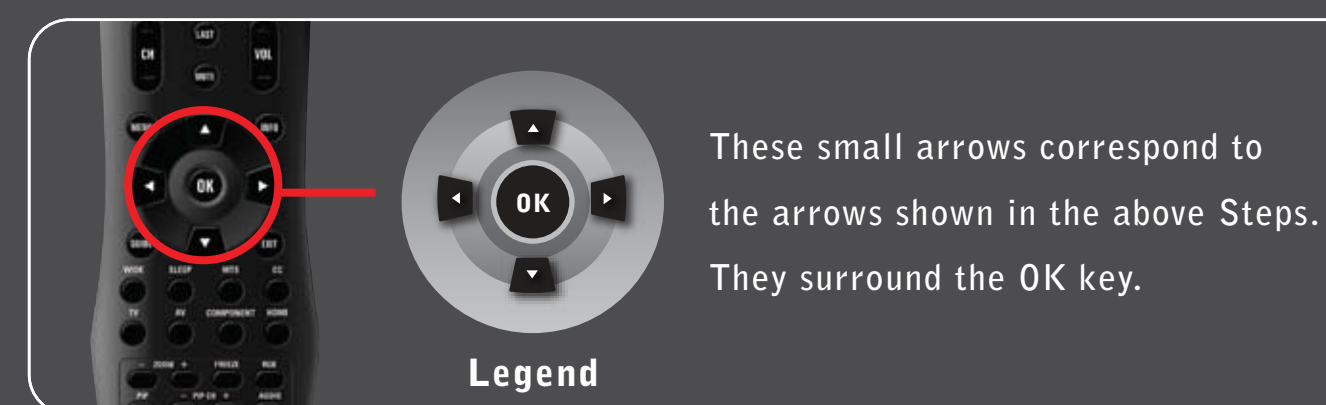 LAST
CH
VOL
MUTE
MENU
INFO
OK
GUIDE
EXIT
WIDE SLEEP MTS CC
TV AV COMPONENT HDMI
- ZOOM + FREEZE RGB
PIP - PIP CH + AUDIO
OK
Legend
These small arrows correspond to
the arrows shown in the above Steps.
They surround the OK key.